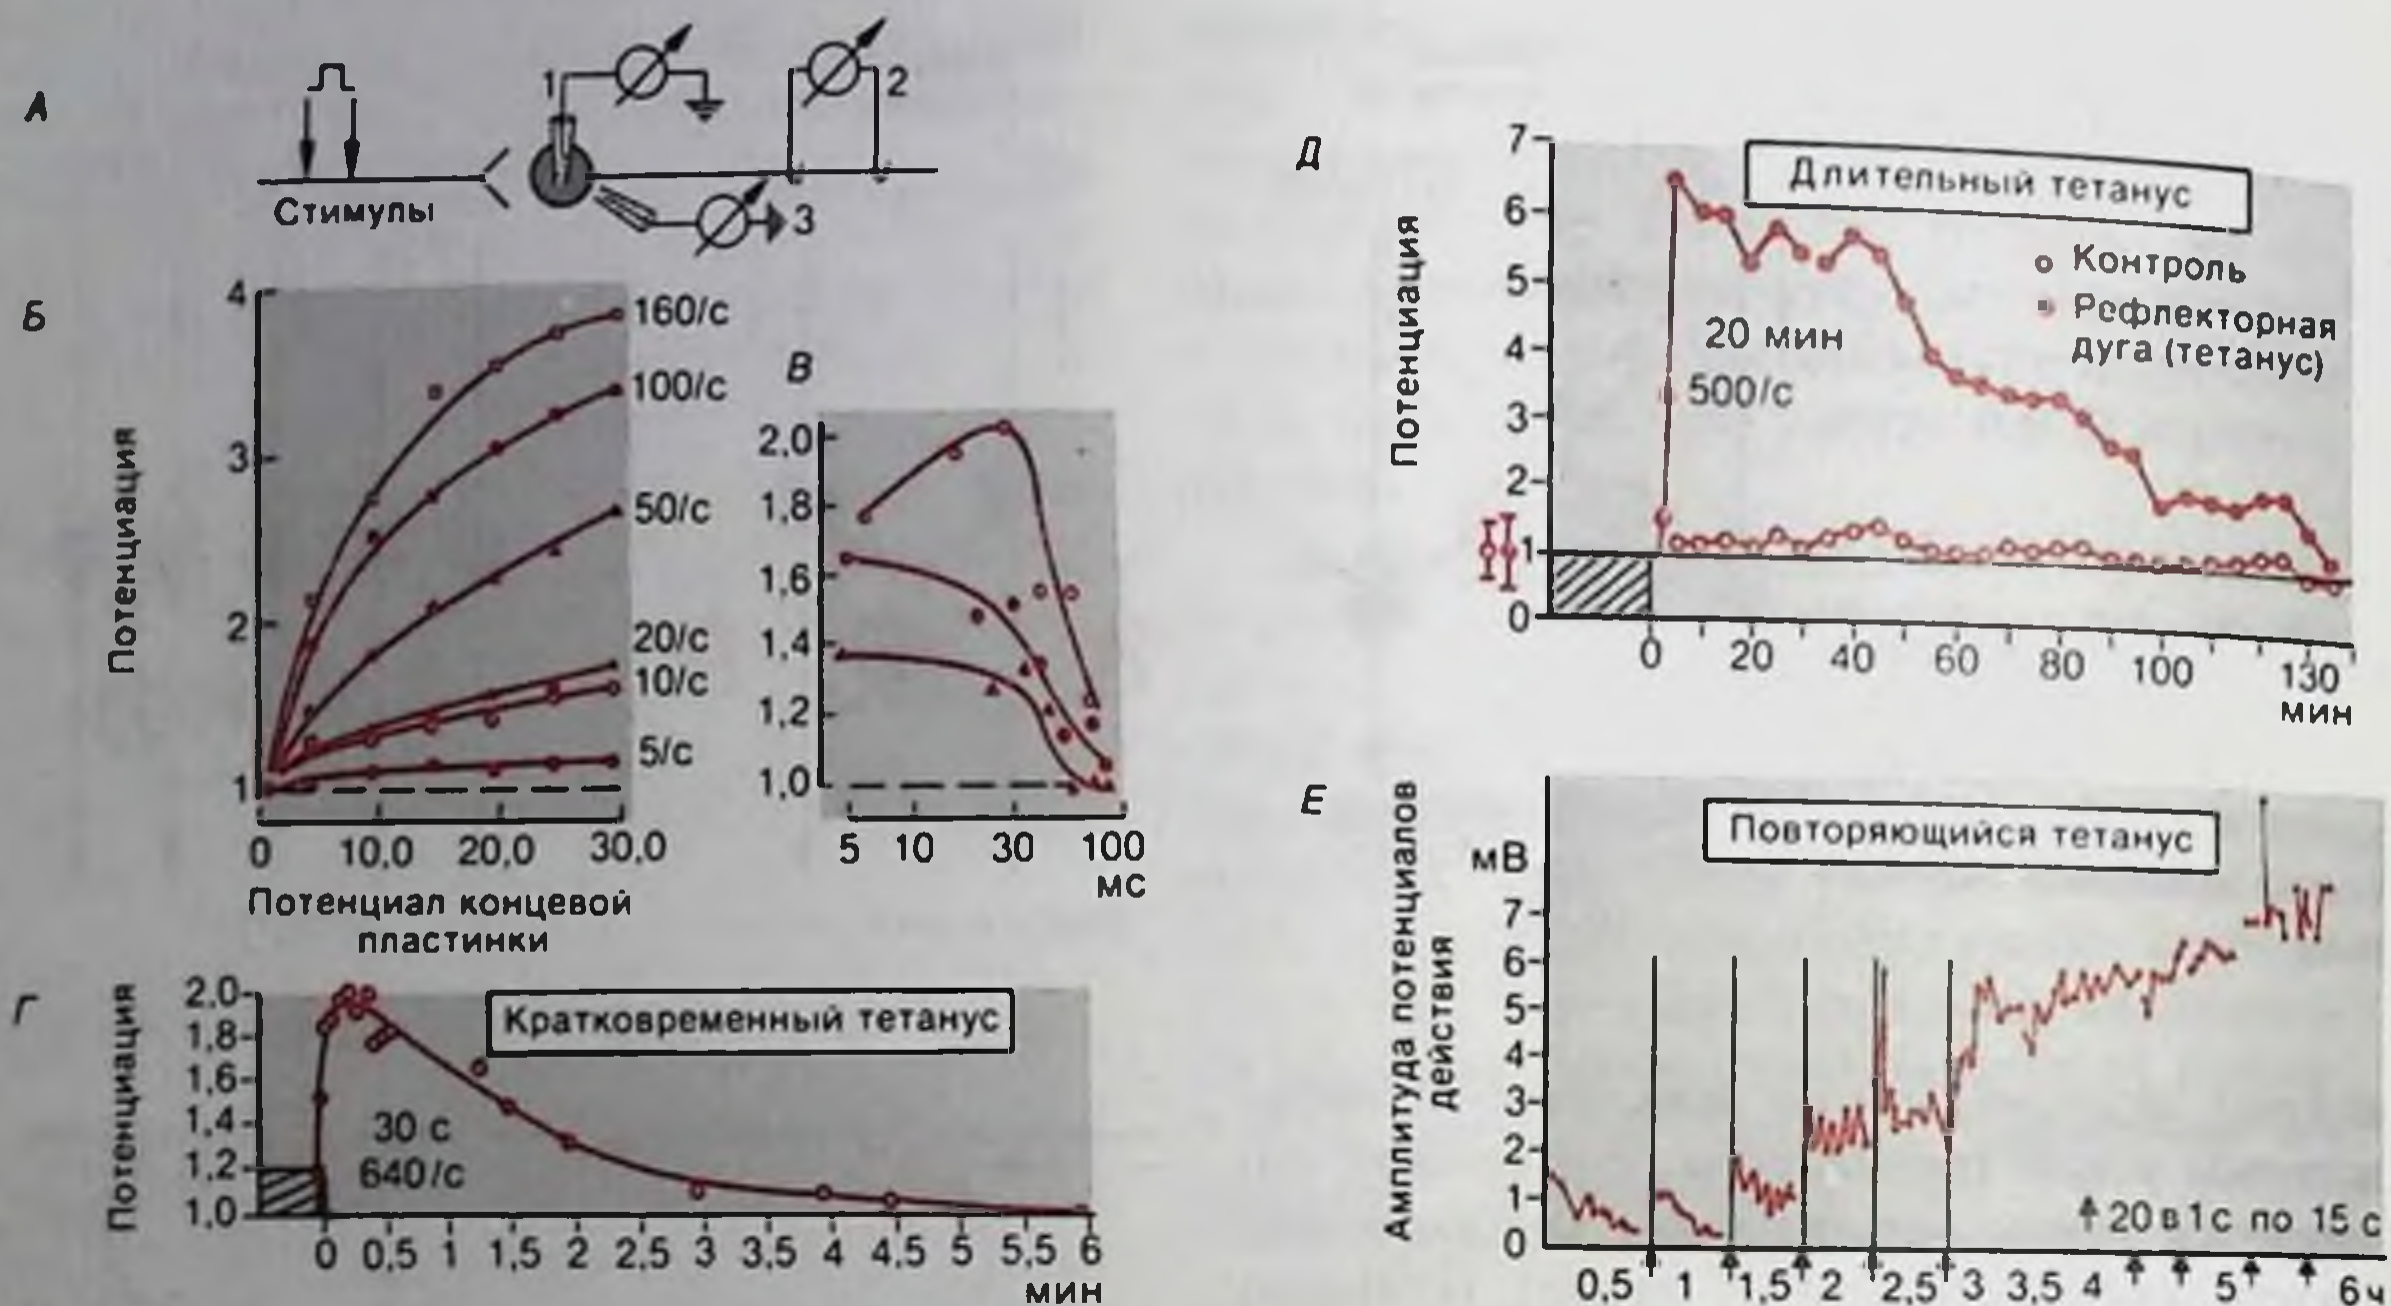 А
1
2
3
Стимулы
Б
4
3
2
1
Потенциация
160/с
100/с
50/с
20/с
10/с
5/с
0 10,0 20,0 30,0
Потенциал концевой
пластинки
В
2,0
1,8
1,6
1,4
1,2
1,0
5 10 30 100
мс
Г
Потенциация
2,0
1,8
1,6
1,4
1,2
1,0
Кратковременный тетанус
30 с
640/с
0 0,5 1 1,5 2 2,5 3 3,5 4 4,5 5 5,5 6
мин
Д
Потенциация
7
6
5
4
3
2
1
0
Длительный тетанус
Контроль
Рефлекторная
дуга (тетанус)
20 мин
500/с
0 20 40 60 80 100 130
мин
Е
Амплитуда потенциалов
действия
мВ
7
6
5
4
3
2
1
0
Повторяющийся тетанус
20 в 1 с по 15 с
0,5 1 1,5 2 2,5 3 3,5 4 5 6 ч